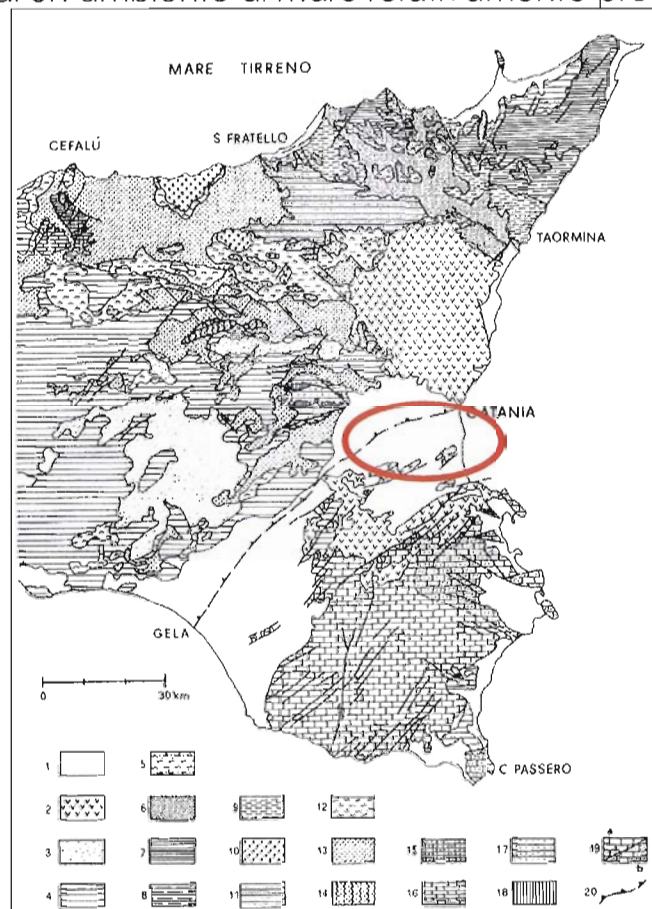 MARE TIRRENO
CEFALÚ
S FRATELLO
TAORMINA
CATANIA
GELA
0 30 km
C PASSERO
1 5
2 6 9 12
3 7 10 13 15 17 19 a b
4 8 11 14 16 18 20